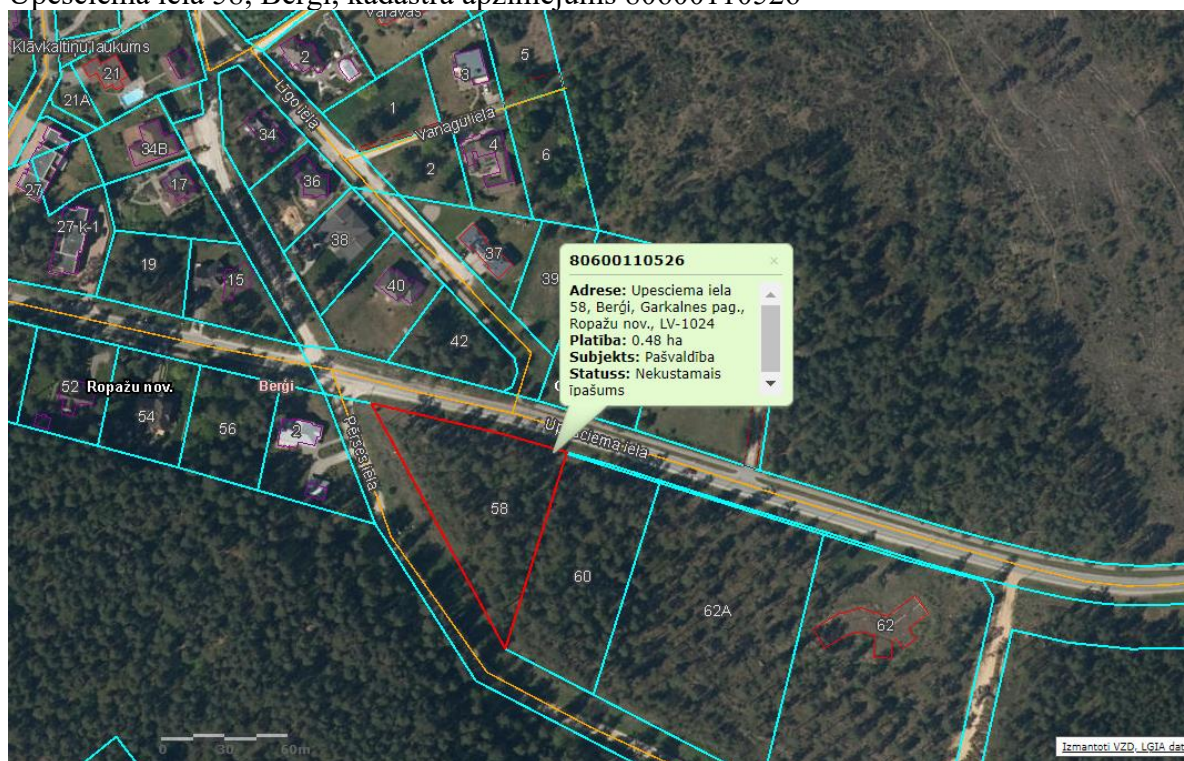 Upesciema iela 58, Berģi, kadastra apzīmējums 80600110526
Klāvkalniņu laukums
21
21A
34B
17
27
27 k-1
19
15
34
36
38
40
42
Līgo iela
2
1
3
5
Vanagu iela
2
4
6
37
39
80600110526
×
Adrese: Upesciema iela
58, Berģi, Garkalnes pag.,
Ropažu nov., LV-1024
Platība: 0.48 ha
Subjekts: Pašvaldība
Statuss: Nekustamais
īpašums
52
Ropažu nov.
Berģi
54
56
2
Pērses iela
Upesciema iela
58
60
62A
62
0 30 60m
Izmantoti VZD, LGIA dat